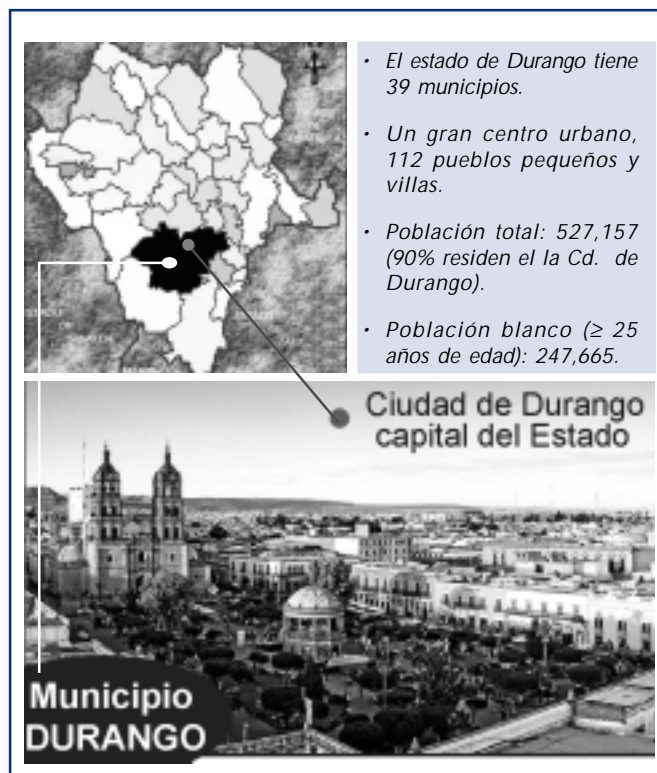 • El estado de Durango tiene
39 municipios.
• Un gran centro urbano,
112 pueblos pequeños y
villas.
• Población total: 527,157
(90% residen el la Cd. de
Durango).
• Población blanco (≥ 25
años de edad): 247,665.
Ciudad de Durango
capital del Estado
Municipio
DURANGO